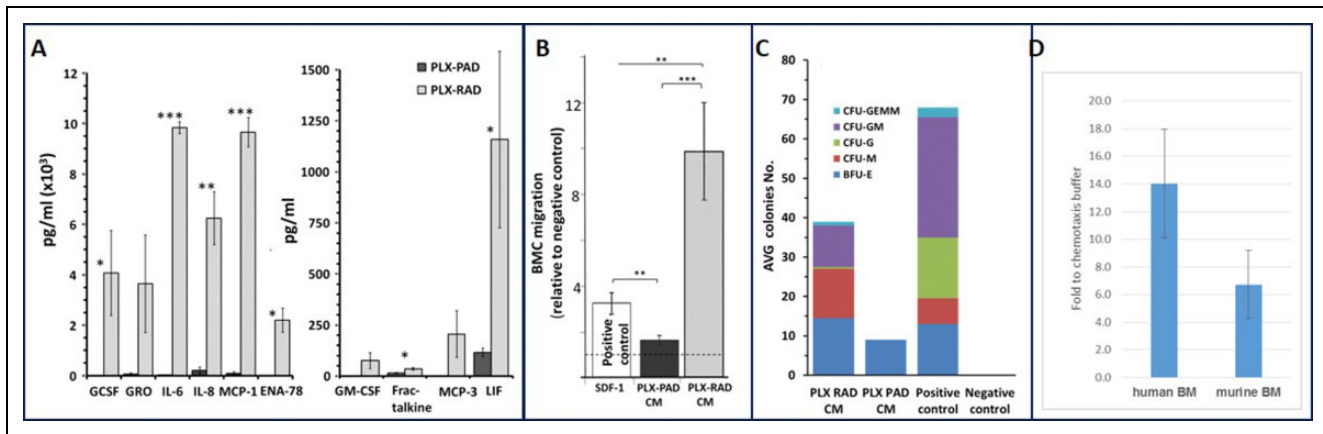 A
pg/ml (x10³)
12
10
8
6
4
2
0
*
***
**
***
*
GCSF GRO IL-6 IL-8 MCP-1 ENA-78
pg/ml
1500
1250
1000
750
500
250
0
PLX-PAD
PLX-RAD
*
*
GM-CSF Frac-
talkine MCP-3 LIF
B
BMC migration
(relative to negative control)
12
8
4
**
***
**
Positive
control
SDF-1 PLX-PAD
CM PLX-RAD
CM
C
AVG colonies No.
80
70
60
50
40
30
20
10
0
CFU-GEMM
CFU-GM
CFU-G
CFU-M
BFU-E
PLX RAD
CM PLX PAD
CM Positive
control Negative
control
D
Fold to chemotaxis buffer
20.0
18.0
16.0
14.0
12.0
10.0
8.0
6.0
4.0
2.0
0.0
human BM murine BM